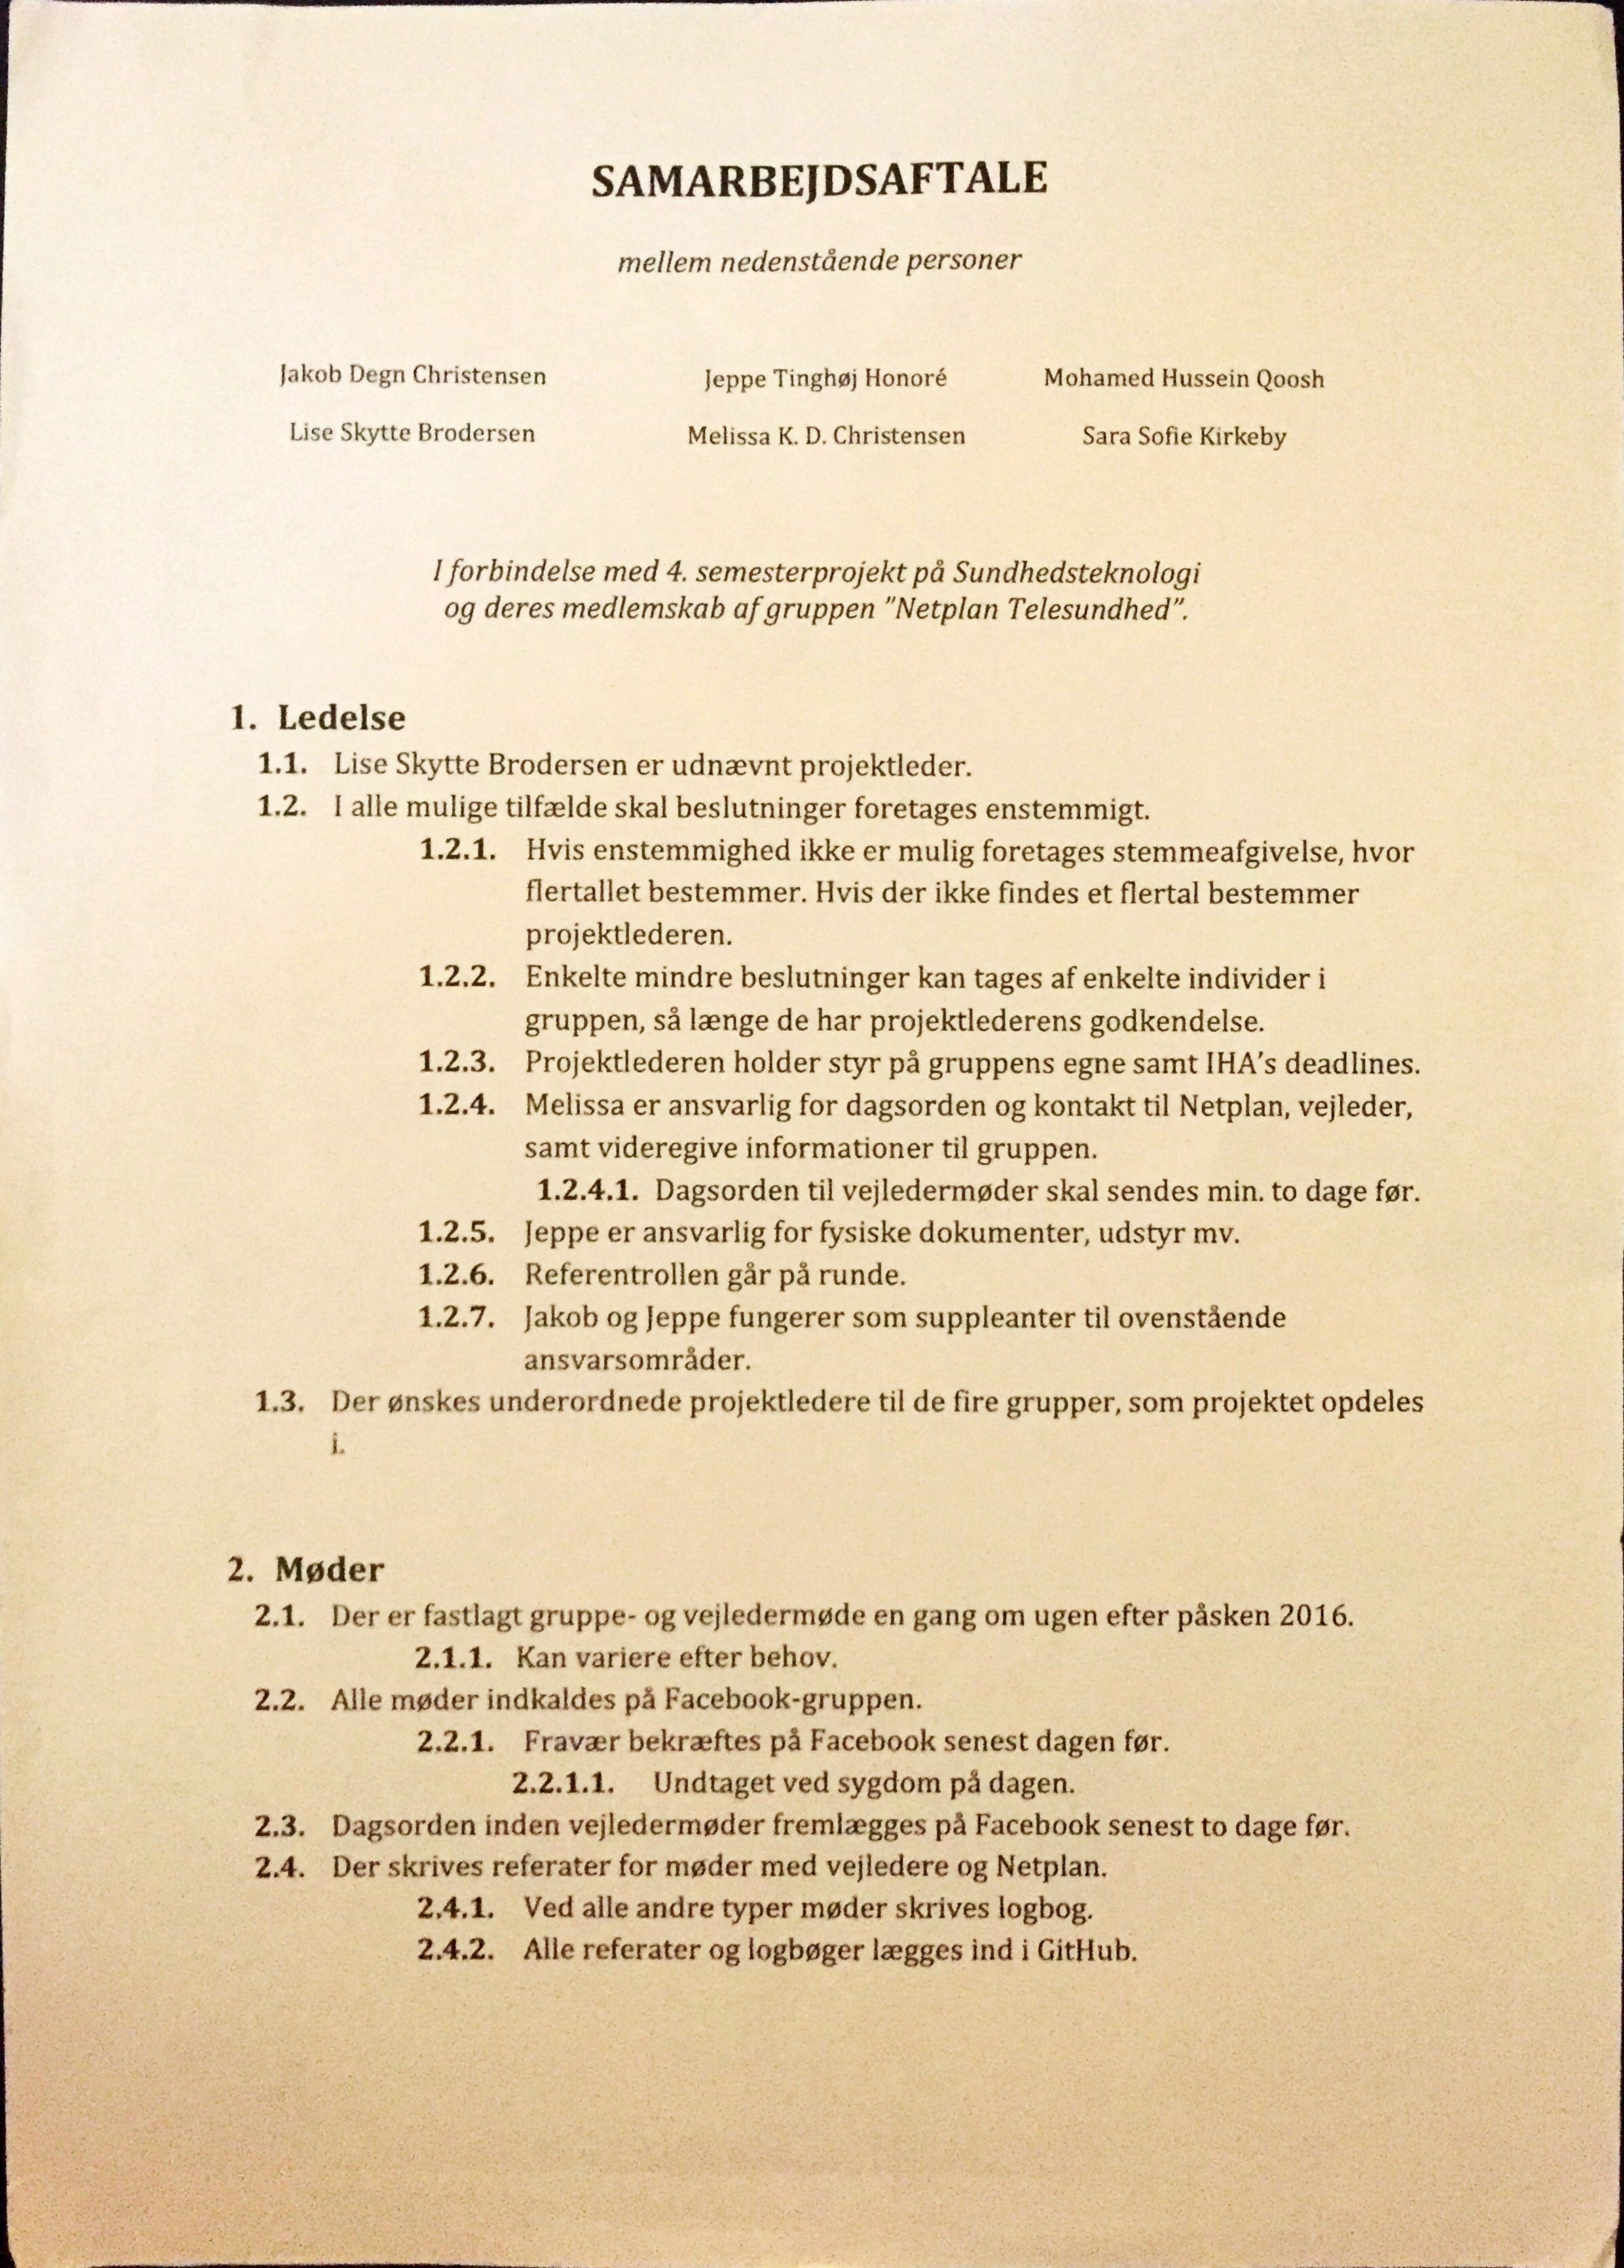 SAMARBEJDSAFTALE
mellem nedenstående personer
Jakob Degn Christensen Jeppe Tinghøj Honoré Mohamed Hussein Qoosh
Lise Skytte Brodersen Melissa K. D. Christensen Sara Sofie Kirkeby
I forbindelse med 4. semesterprojekt på Sundhedsteknologi
og deres medlemskab af gruppen ”Netplan Telesundhed”.
1. Ledelse
1.1. Lise Skytte Brodersen er udnævnt projektleder.
1.2. I alle mulige tilfælde skal beslutninger foretages enstemmigt.
1.2.1. Hvis enstemmighed ikke er mulig foretages stemmeafgivelse, hvor
flertallet bestemmer. Hvis der ikke findes et flertal bestemmer
projektlederen.
1.2.2. Enkelte mindre beslutninger kan tages af enkelte individer i
gruppen, så længe de har projektlederens godkendelse.
1.2.3. Projektlederen holder styr på gruppens egne samt IHA’s deadlines.
1.2.4. Melissa er ansvarlig for dagsorden og kontakt til Netplan, vejleder,
samt videregive informationer til gruppen.
1.2.4.1. Dagsorden til vejledermøder skal sendes min. to dage før.
1.2.5. Jeppe er ansvarlig for fysiske dokumenter, udstyr mv.
1.2.6. Referentrollen går på runde.
1.2.7. Jakob og Jeppe fungerer som suppleanter til ovenstående
ansvarsområder.
1.3. Der ønskes underordnede projektledere til de fire grupper, som projektet opdeles
i.
2. Møder
2.1. Der er fastlagt gruppe- og vejledermøde en gang om ugen efter påsken 2016.
2.1.1. Kan variere efter behov.
2.2. Alle møder indkaldes på Facebook-gruppen.
2.2.1. Fravær bekræftes på Facebook senest dagen før.
2.2.1.1. Undtaget ved sygdom på dagen.
2.3. Dagsorden inden vejledermøder fremlægges på Facebook senest to dage før.
2.4. Der skrives referater for møder med vejledere og Netplan.
2.4.1. Ved alle andre typer møder skrives logbog.
2.4.2. Alle referater og logbøger lægges ind i GitHub.